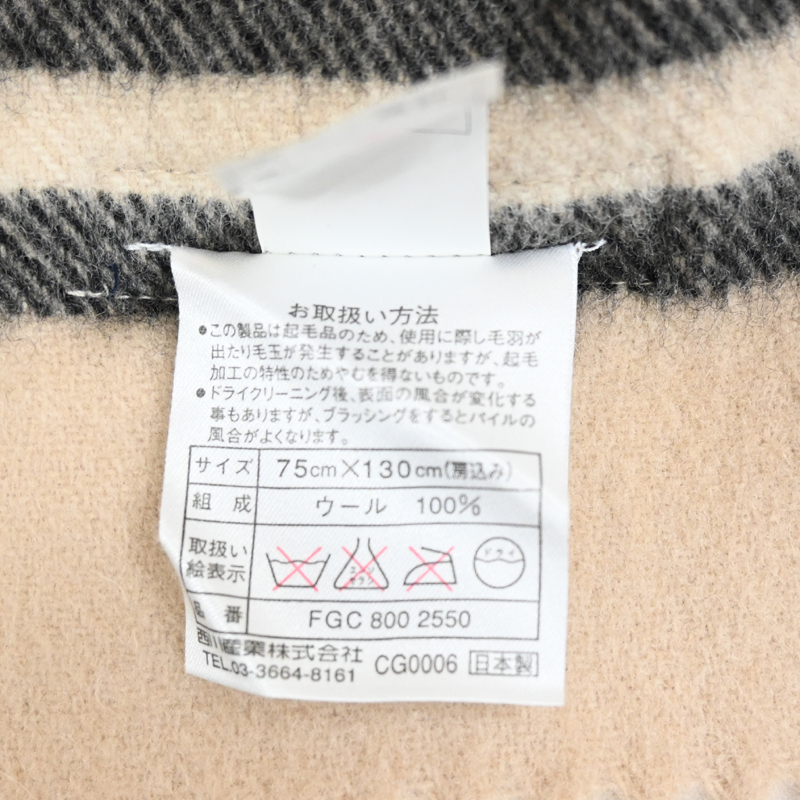 お取扱い方法
●この製品は起毛品のため、使用に際し毛羽が
出たり毛玉が発生することがありますが、起毛
加工の特性のためやむを得ないものです。
●ドライクリーニング後、表面の風合が変化する
事もありますが、ブラッシングをするとパイルの
風合がよくなります。
サイズ 75cm×130cm(房込み)
組成 ウール 100%
取扱い
絵表示 エンソ サラシ ドライ
品番 FGC 800 2550
西川産業株式会社
TEL.03-3664-8161 CG0006 日本製